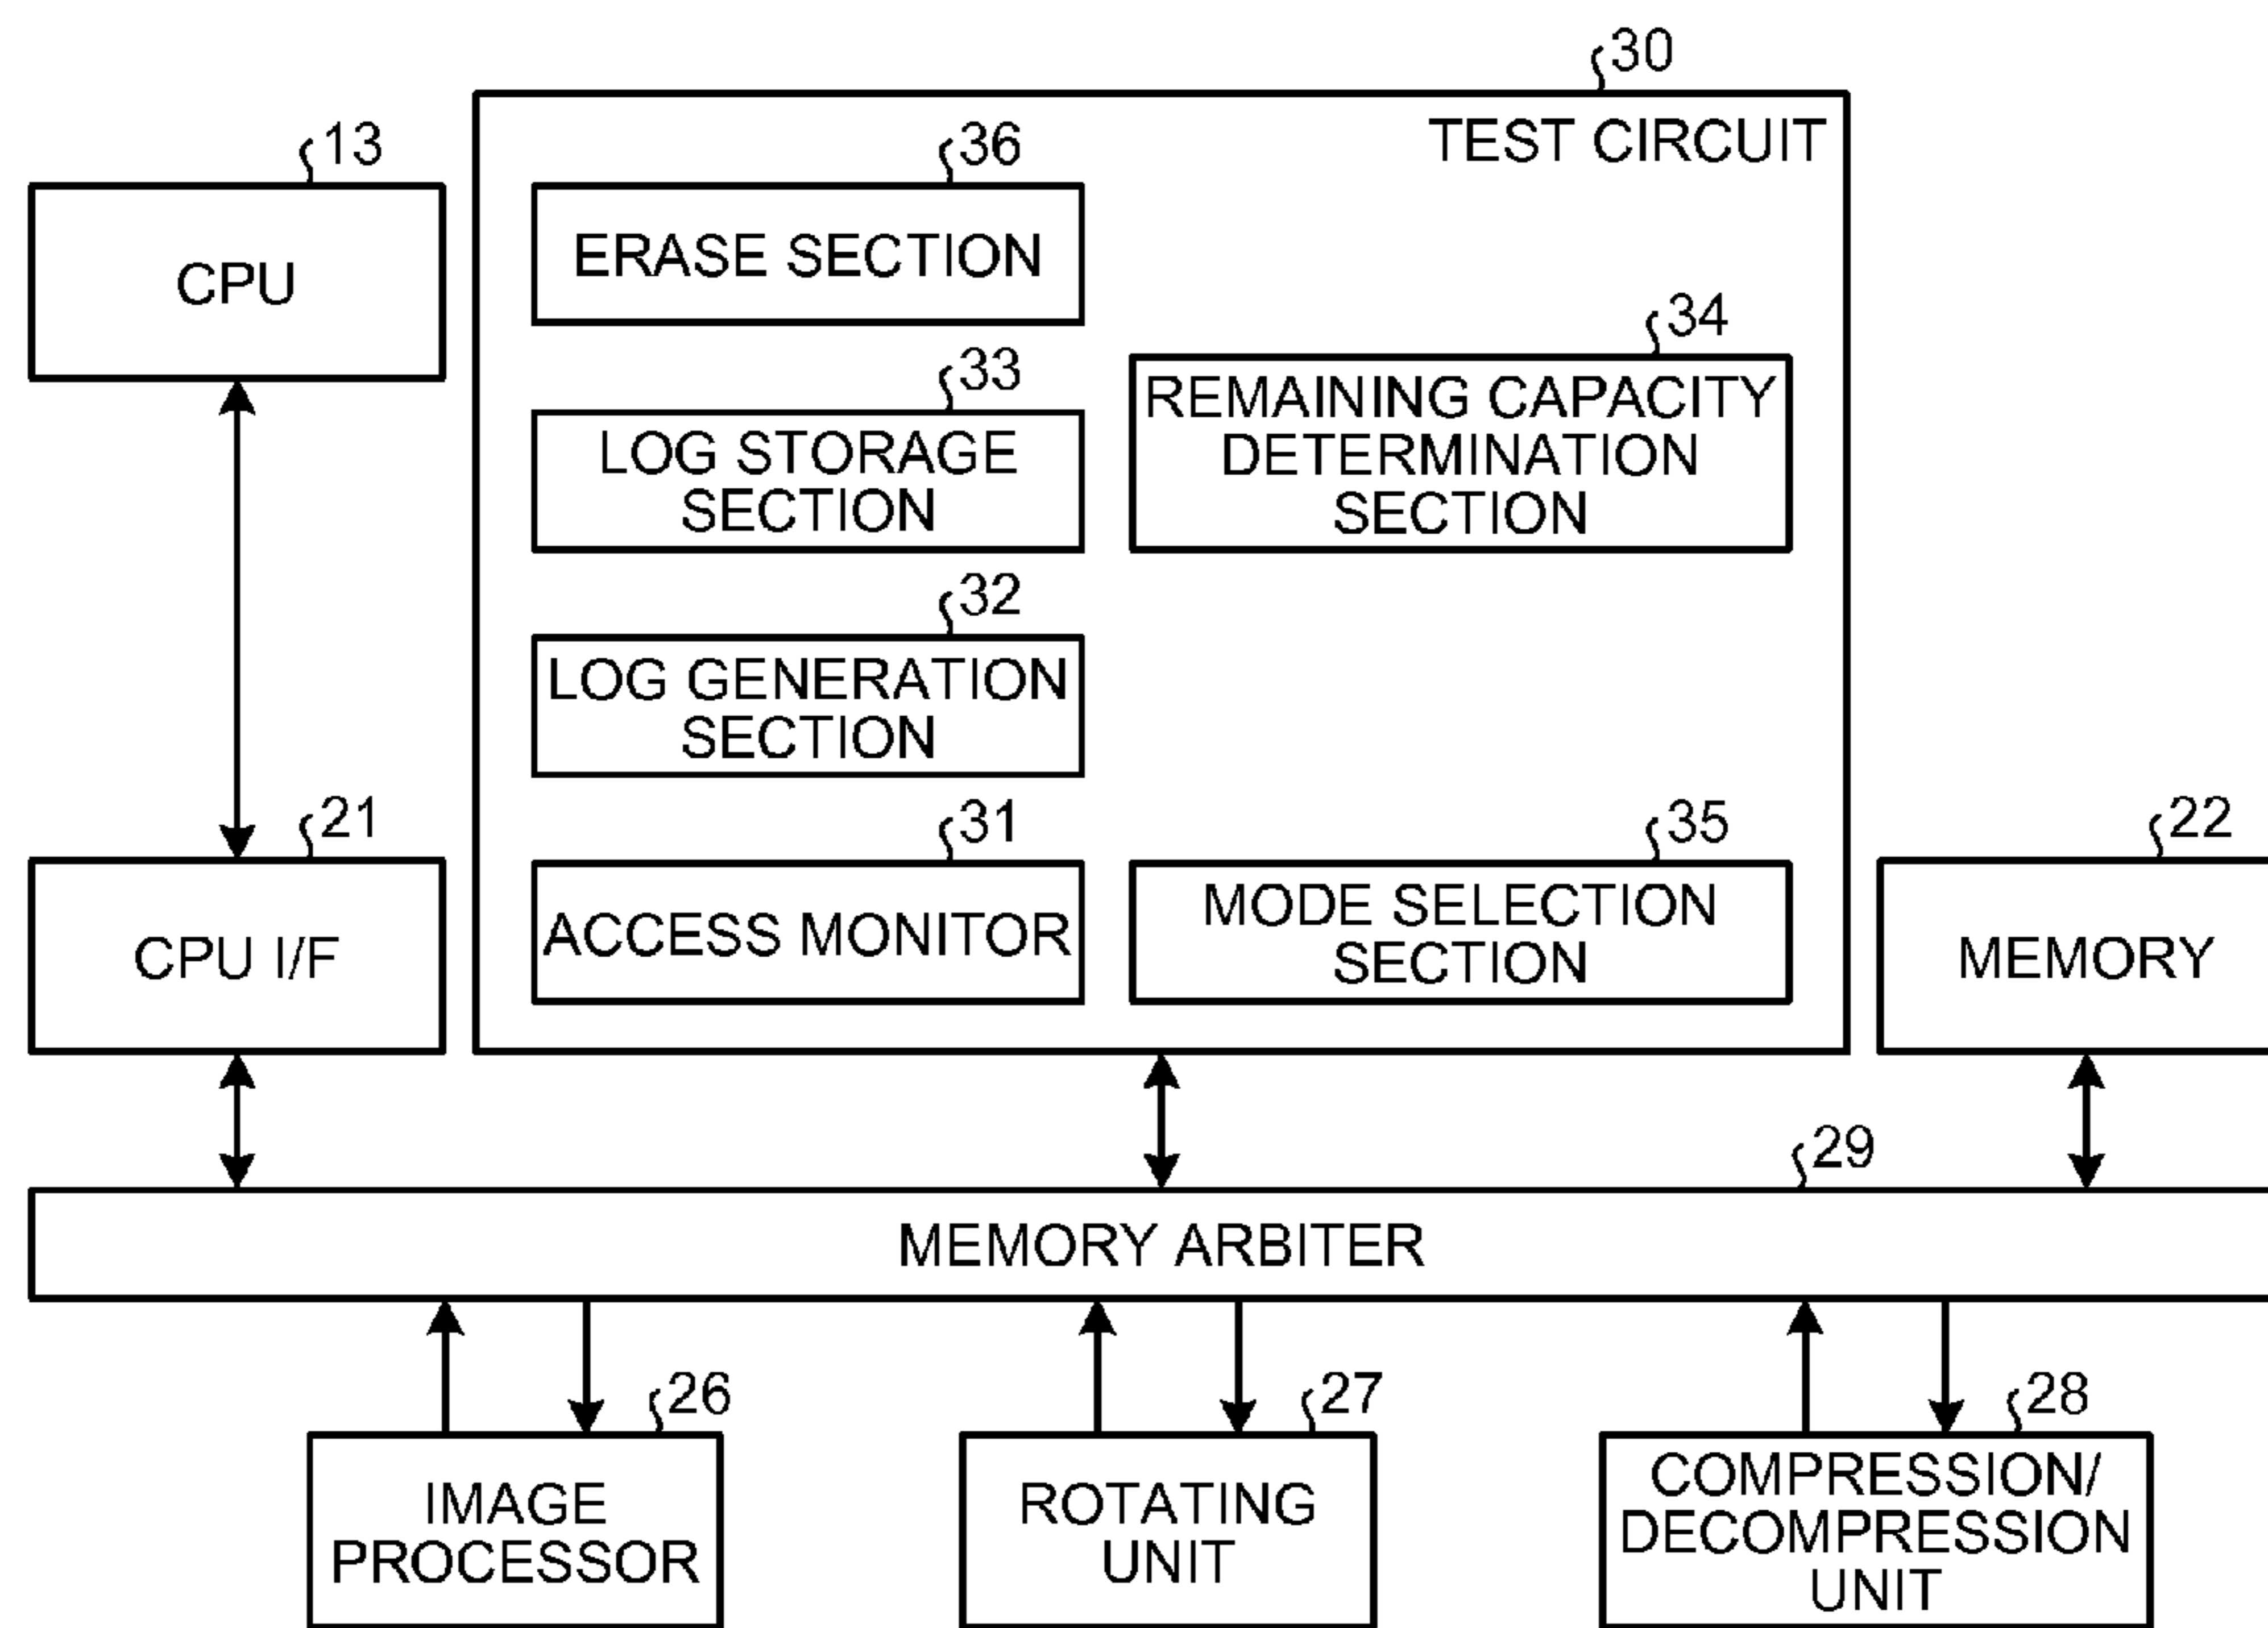 30
TEST CIRCUIT
13
CPU
36
ERASE SECTION
34
REMAINING CAPACITY
DETERMINATION
SECTION
33
LOG STORAGE
SECTION
32
LOG GENERATION
SECTION
21
CPU I/F
31
ACCESS MONITOR
35
MODE SELECTION
SECTION
22
MEMORY
29
MEMORY ARBITER
26
IMAGE
PROCESSOR
27
ROTATING
UNIT
28
COMPRESSION/
DECOMPRESSION
UNIT